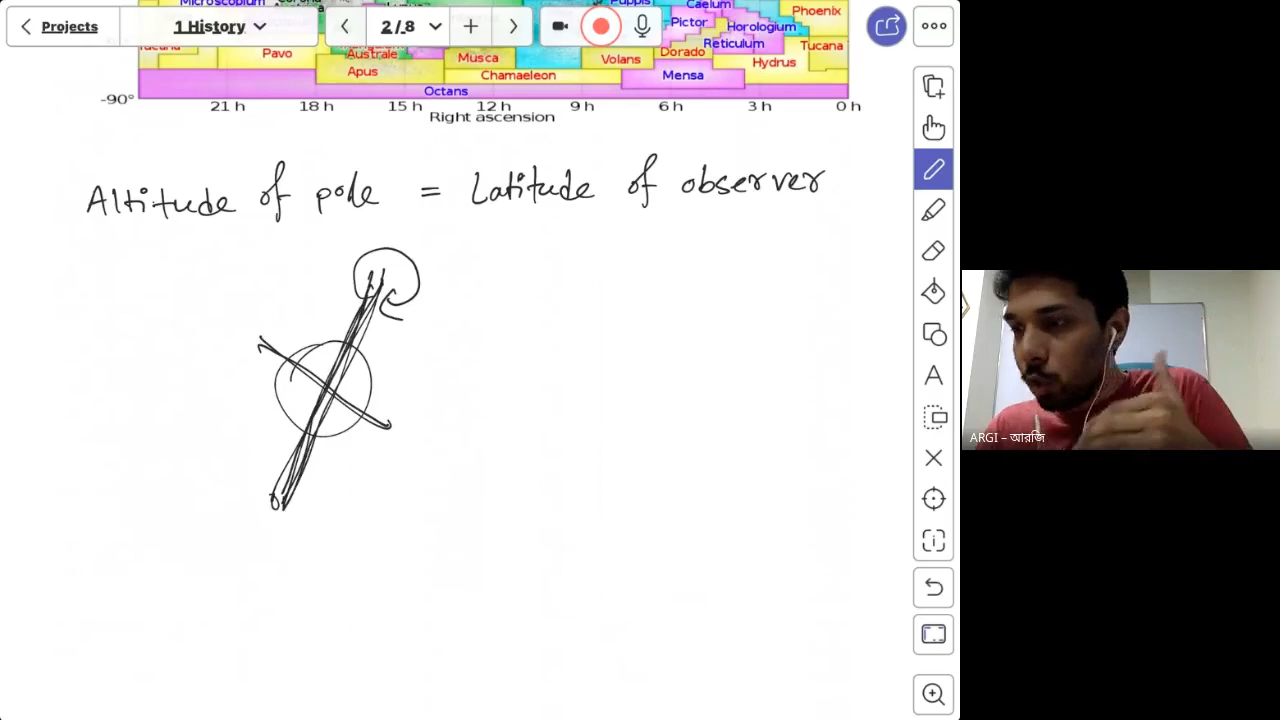 Microscopium
Puppis
Caelum
Phoenix
Projects
1 History
2 / 8
Pictor
Horologium
Reticulum
Tucana
Pavo
Australe
Musca
Volans
Dorado
Hydrus
Apus
Chamaeleon
Mensa
Octans
-90°
21 h 18 h 15 h 12 h 9 h 6 h 3 h 0 h
Right ascension
Altitude of pole = Latitude of observer
A
ARGI – আরজি